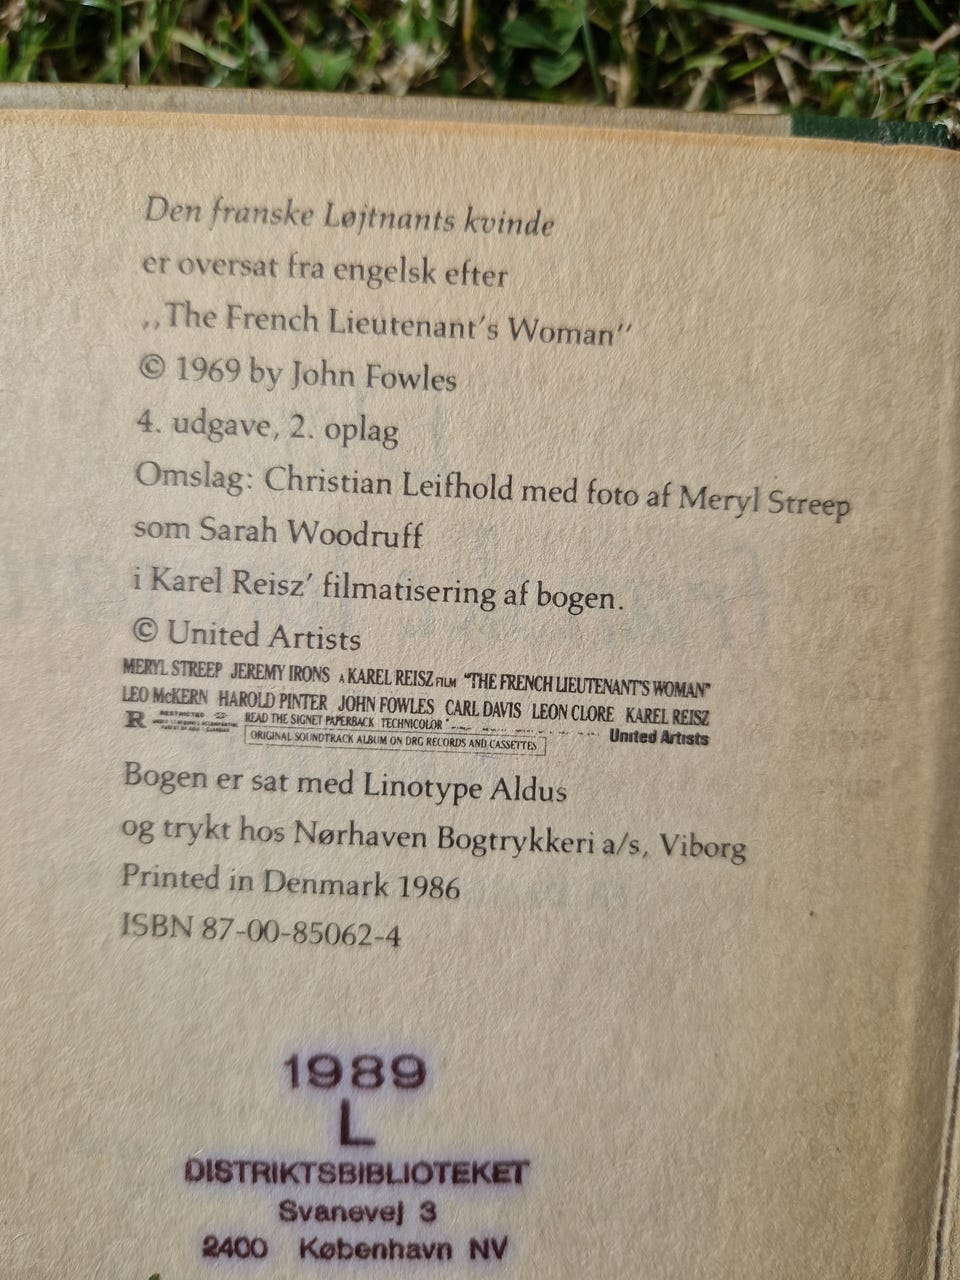 Den franske Løjtnants kvinde
er oversat fra engelsk efter
,,The French Lieutenant's Woman''
© 1969 by John Fowles
4. udgave, 2. oplag
Omslag: Christian Leifhold med foto af Meryl Streep
som Sarah Woodruff
i Karel Reisz' filmatisering af bogen.
© United Artists
MERYL STREEP JEREMY IRONS A KAREL REISZ FILM "THE FRENCH LIEUTENANT'S WOMAN"
LEO McKERN HAROLD PINTER JOHN FOWLES CARL DAVIS LEON CLORE KAREL REISZ
R RESTRICTED READ THE SIGNET PAPERBACK TECHNICOLOR United Artists
ORIGINAL SOUNDTRACK ALBUM ON DRG RECORDS AND CASSETTES
Bogen er sat med Linotype Aldus
og trykt hos Nørhaven Bogtrykkeri a/s, Viborg
Printed in Denmark 1986
ISBN 87-00-85062-4
1989
L
DISTRIKTSBIBLIOTEKET
Svanevej 3
2400 København NV